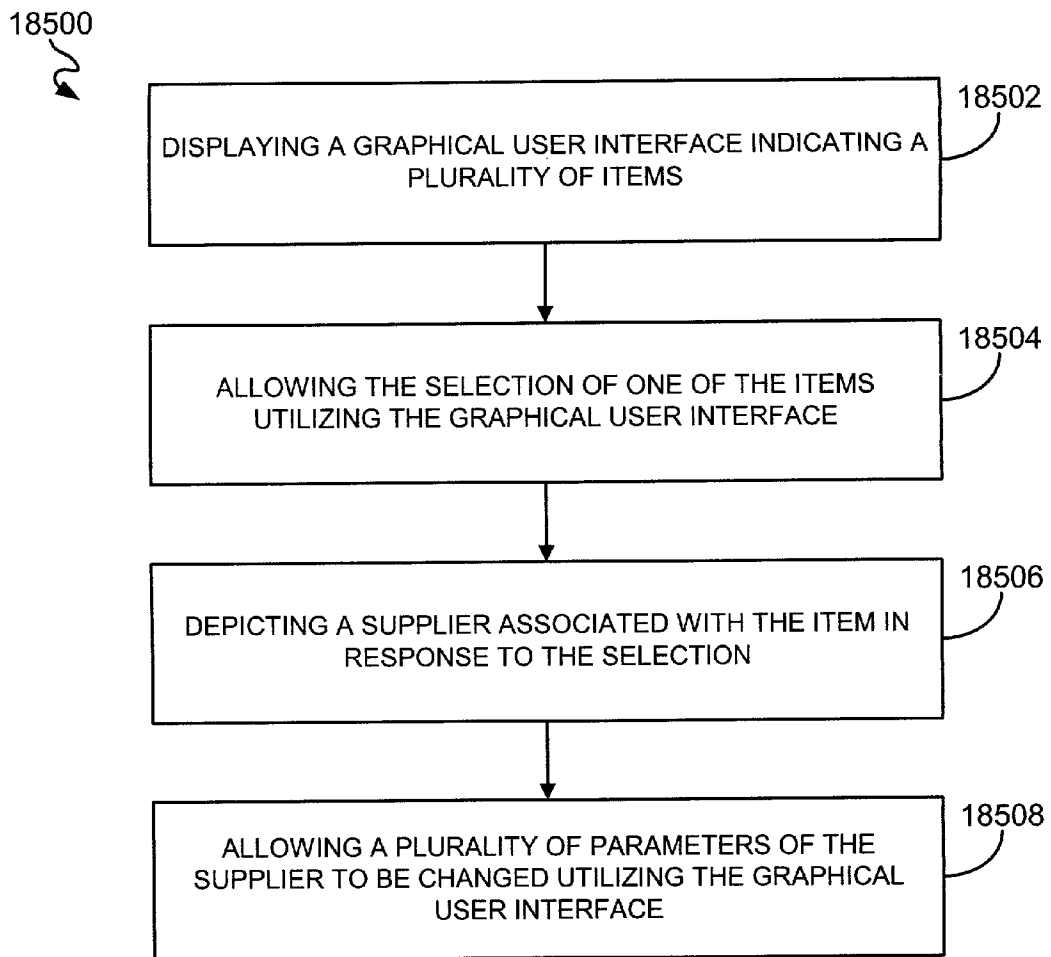 18500
18502
DISPLAYING A GRAPHICAL USER INTERFACE INDICATING A
PLURALITY OF ITEMS
18504
ALLOWING THE SELECTION OF ONE OF THE ITEMS
UTILIZING THE GRAPHICAL USER INTERFACE
18506
DEPICTING A SUPPLIER ASSOCIATED WITH THE ITEM IN
RESPONSE TO THE SELECTION
18508
ALLOWING A PLURALITY OF PARAMETERS OF THE
SUPPLIER TO BE CHANGED UTILIZING THE GRAPHICAL
USER INTERFACE